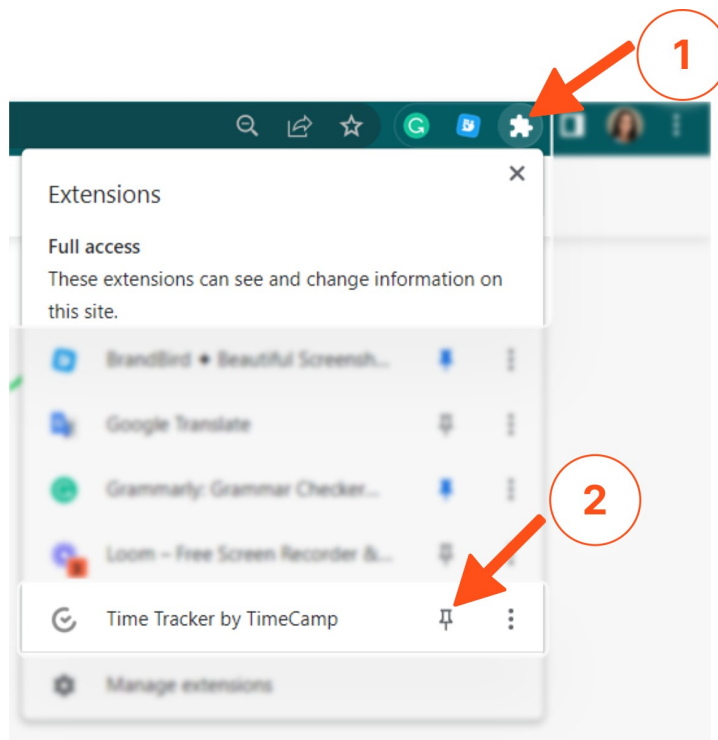 1
Extensions
Full access
These extensions can see and change information on
this site.
BrandBird ✦ Beautiful Screensh...
Google Translate
Grammarly: Grammar Checker...
2
Loom – Free Screen Recorder &...
Time Tracker by TimeCamp
Manage extensions